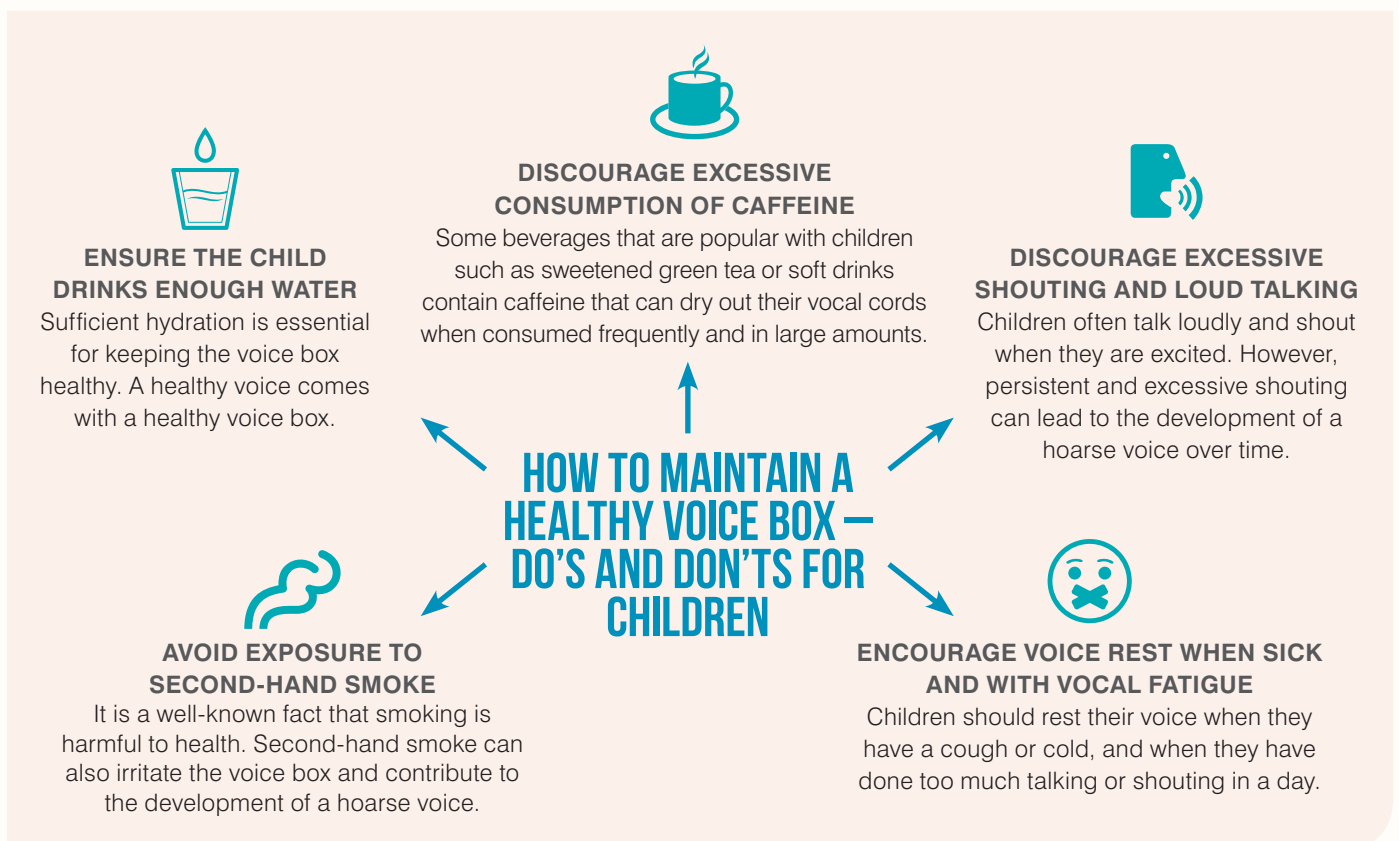 HOW TO MAINTAIN A
HEALTHY VOICE BOX –
DO'S AND DON'TS FOR
CHILDREN
ENSURE THE CHILD
DRINKS ENOUGH WATER
Sufficient hydration is essential
for keeping the voice box
healthy. A healthy voice comes
with a healthy voice box.
DISCOURAGE EXCESSIVE
CONSUMPTION OF CAFFEINE
Some beverages that are popular with children
such as sweetened green tea or soft drinks
contain caffeine that can dry out their vocal cords
when consumed frequently and in large amounts.
DISCOURAGE EXCESSIVE
SHOUTING AND LOUD TALKING
Children often talk loudly and shout
when they are excited. However,
persistent and excessive shouting
can lead to the development of a
hoarse voice over time.
AVOID EXPOSURE TO
SECOND-HAND SMOKE
It is a well-known fact that smoking is
harmful to health. Second-hand smoke can
also irritate the voice box and contribute to
the development of a hoarse voice.
ENCOURAGE VOICE REST WHEN SICK
AND WITH VOCAL FATIGUE
Children should rest their voice when they
have a cough or cold, and when they have
done too much talking or shouting in a day.